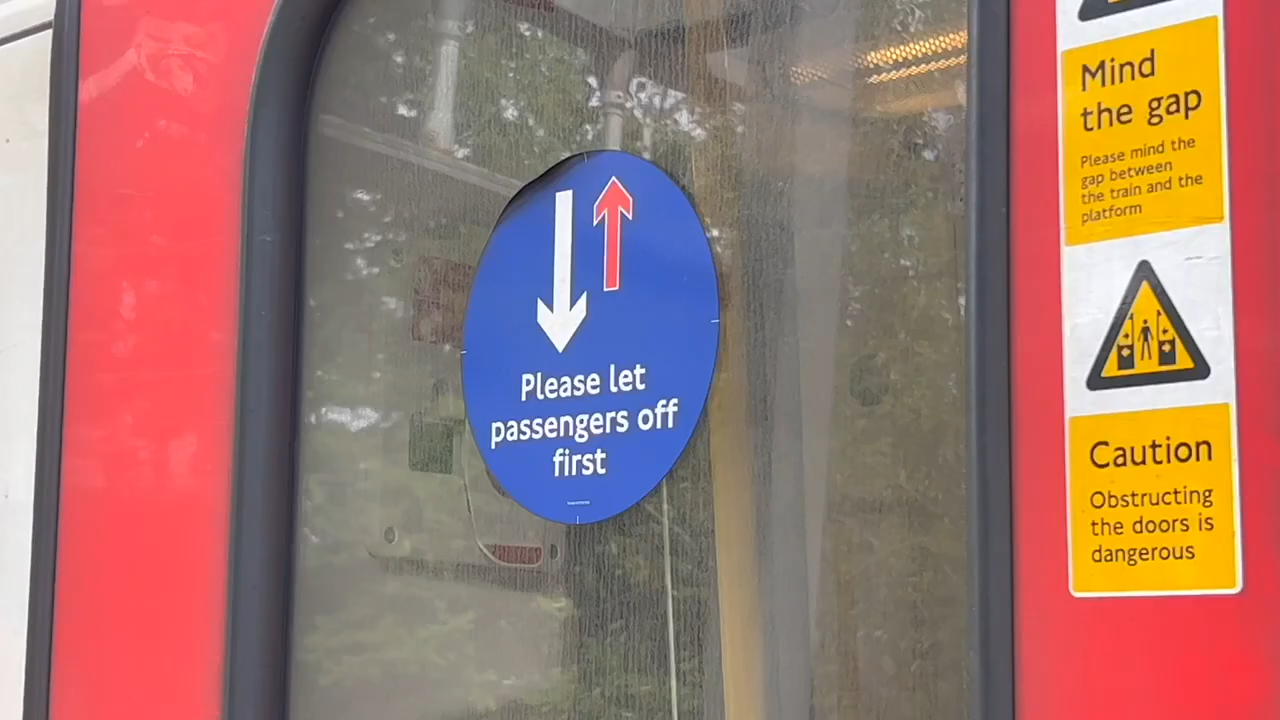 Please let
passengers off
first
Mind
the gap
Please mind the
gap between
the train and the
platform
Caution
Obstructing
the doors is
dangerous